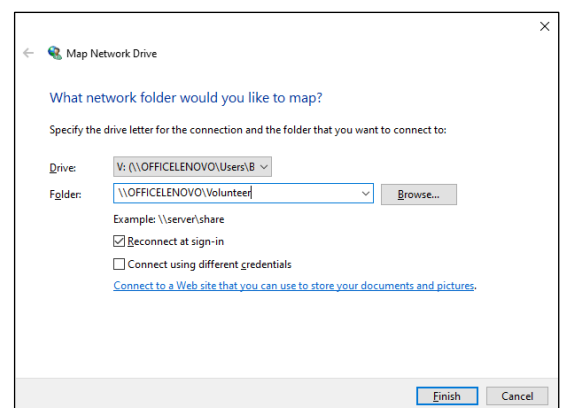 Map Network Drive
What network folder would you like to map?
Specify the drive letter for the connection and the folder that you want to connect to:
Drive: V: (\\OFFICELENOVO\Users\B
Folder: \\OFFICELENOVO\Volunteer Browse...
Example: \\server\share
Reconnect at sign-in
Connect using different credentials
Connect to a Web site that you can use to store your documents and pictures.
Finish Cancel